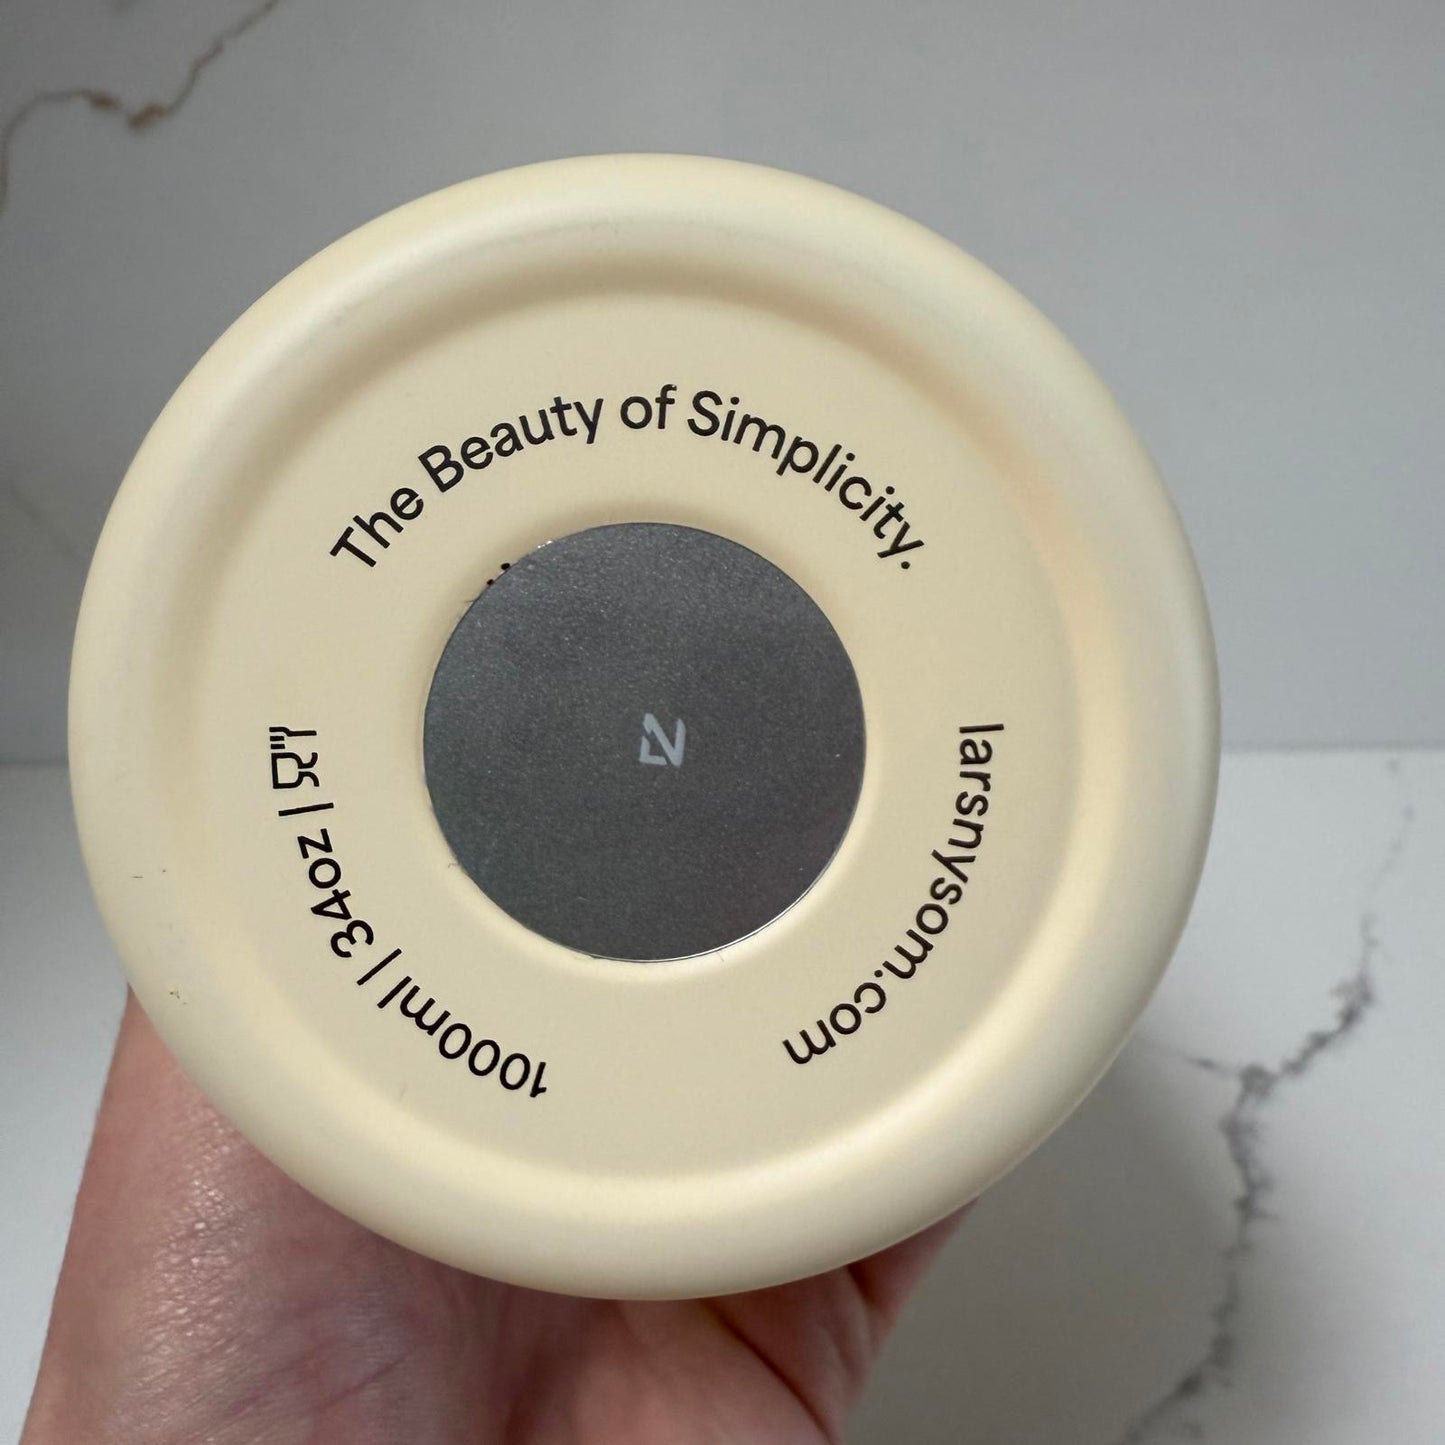 The Beauty of Simplicity.
larsnysom.com
1000ml | 34oz |